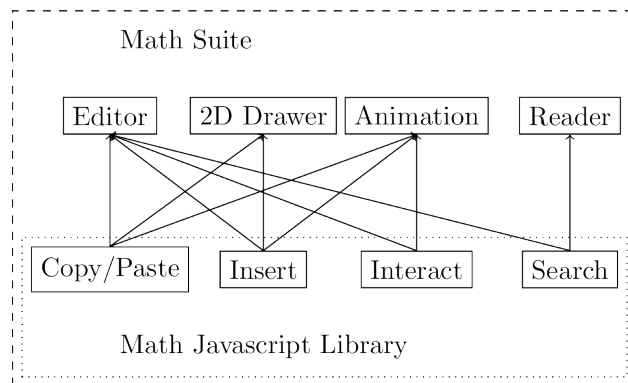 Math Suite
Editor 2D Drawer Animation Reader
Copy/Paste Insert Interact Search
Math Javascript Library